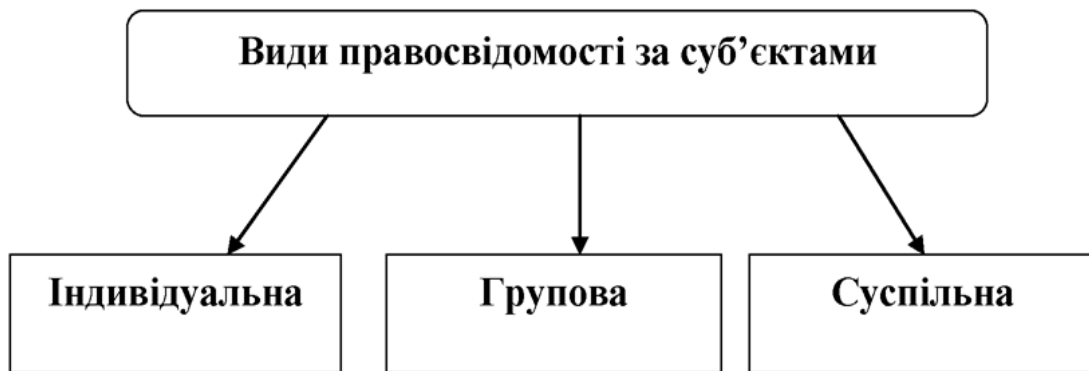 Види правосвідомості за суб’єктами
Індивідуальна
Групова
Суспільна